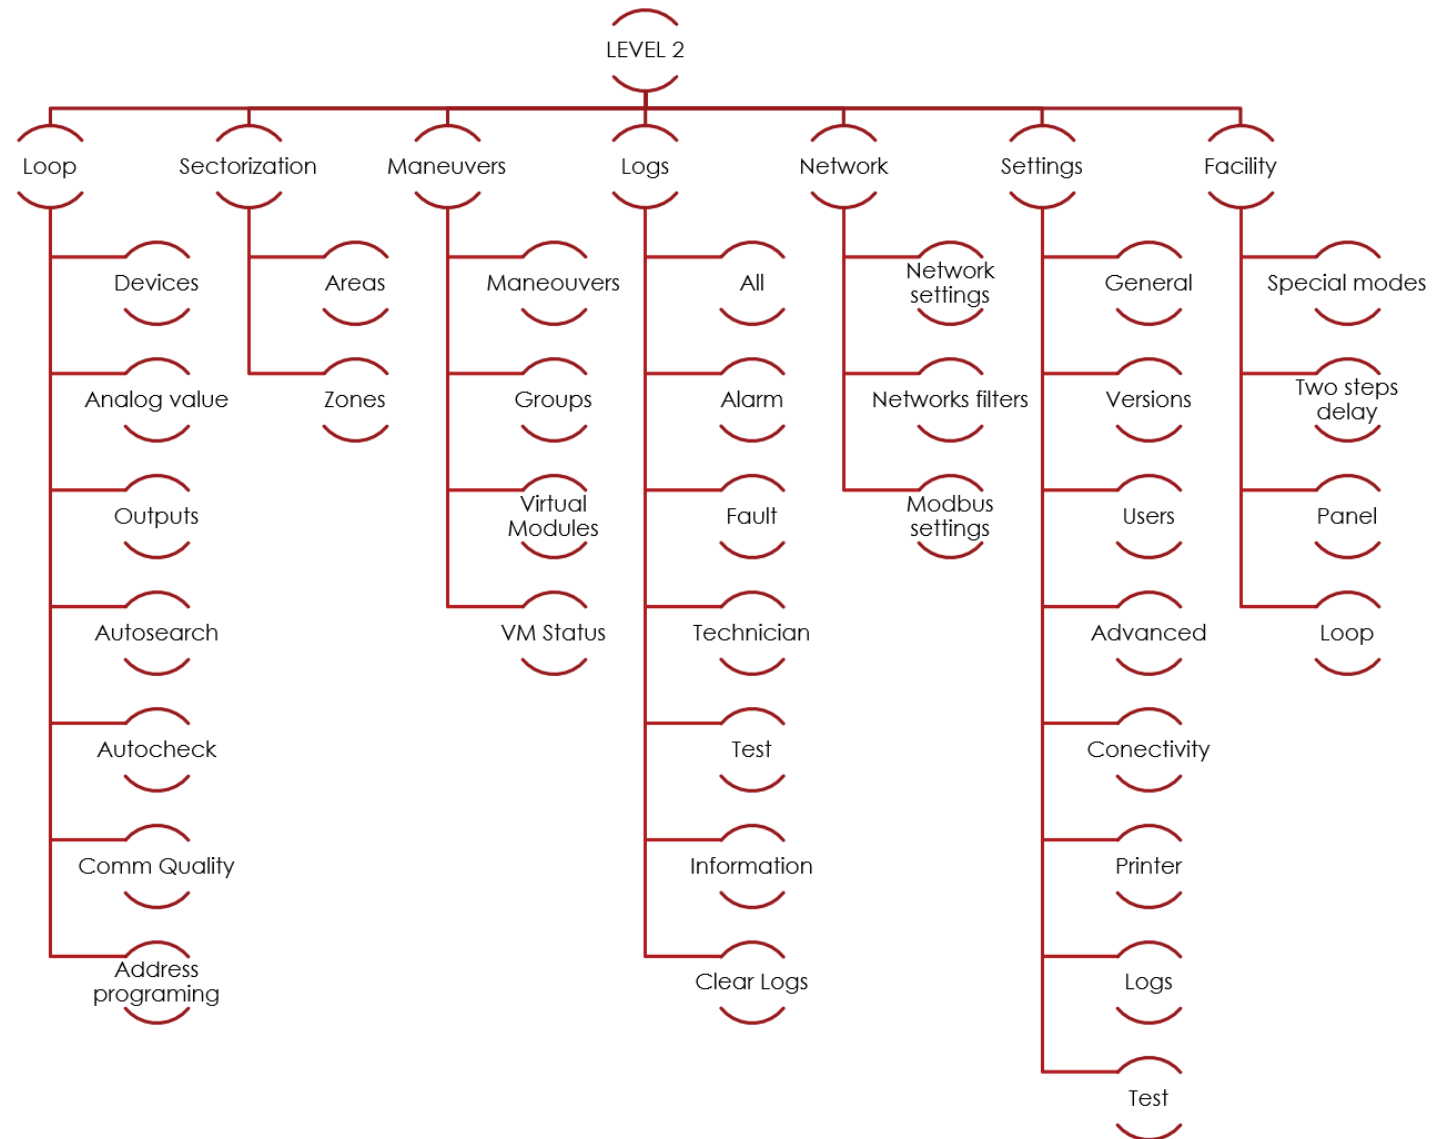 LEVEL 2
Loop
Sectorization
Maneuvers
Logs
Network
Settings
Facility
Devices
Analog value
Outputs
Autosearch
Autocheck
Comm Quality
Address
programing
Areas
Zones
Maneouvers
Groups
Virtual
Modules
VM Status
All
Alarm
Fault
Technician
Test
Information
Clear Logs
Network
settings
Networks filters
Modbus
settings
General
Versions
Users
Advanced
Conectivity
Printer
Logs
Test
Special modes
Two steps
delay
Panel
Loop